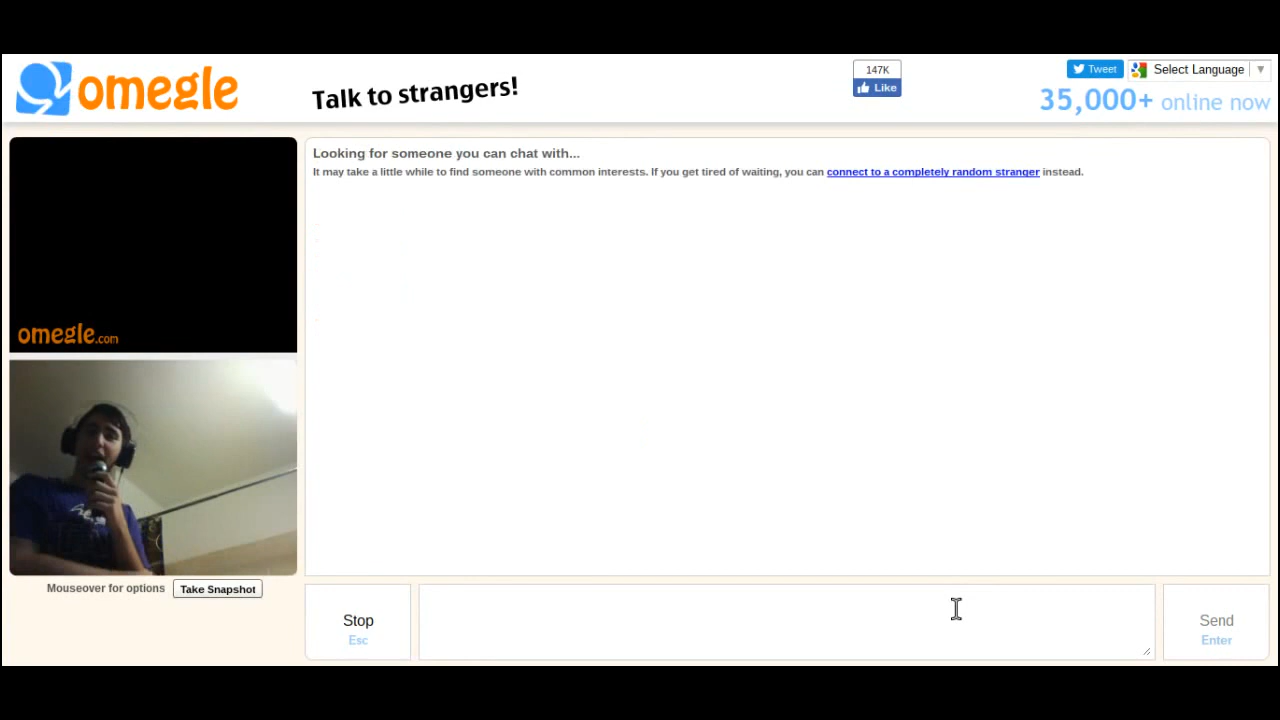 omegle
Talk to strangers!
147K
Like
Tweet
Select Language
35,000+ online now
Looking for someone you can chat with...
It may take a little while to find someone with common interests. If you get tired of waiting, you can connect to a completely random stranger instead.
omegle.com
Mouseover for options
Take Snapshot
Stop
Esc
Send
Enter